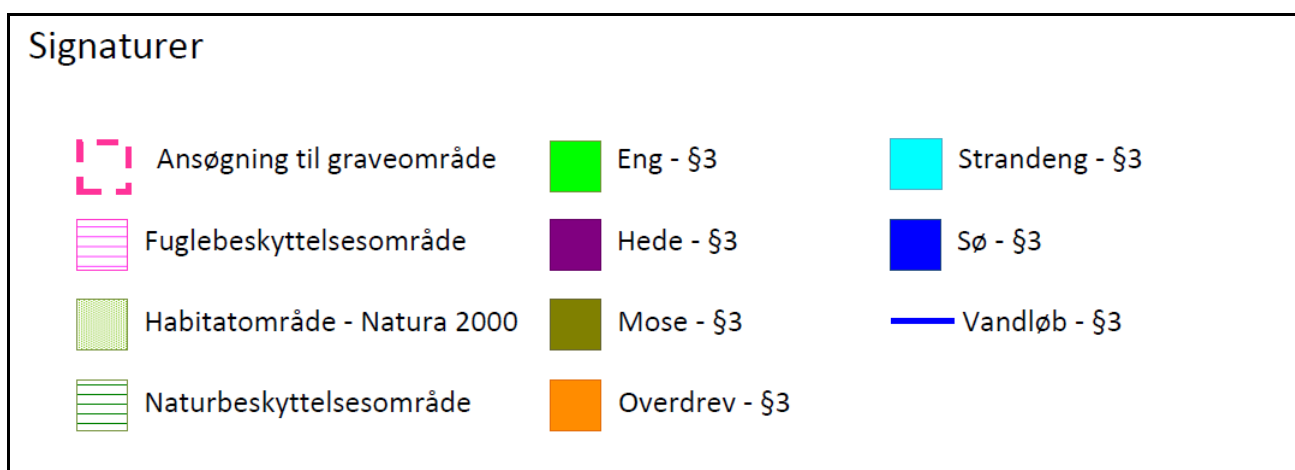 Signaturer
Ansøgning til graveområde
Fuglebeskyttelsesområde
Habitatområde - Natura 2000
Naturbeskyttelsesområde
Eng - §3
Hede - §3
Mose - §3
Overdrev - §3
Strandeng - §3
Sø - §3
Vandløb - §3